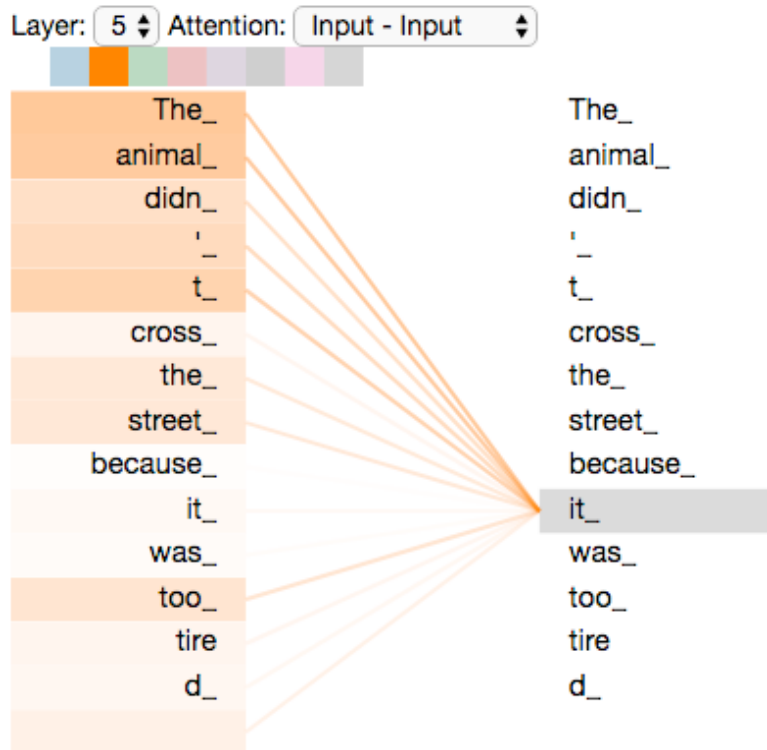 Layer: 5 Attention: Input - Input
The_ The_
animal_ animal_
didn_ didn_
'_ '_
t_ t_
cross_ cross_
the_ the_
street_ street_
because_ because_
it_ it_
was_ was_
too_ too_
tire tire
d_ d_